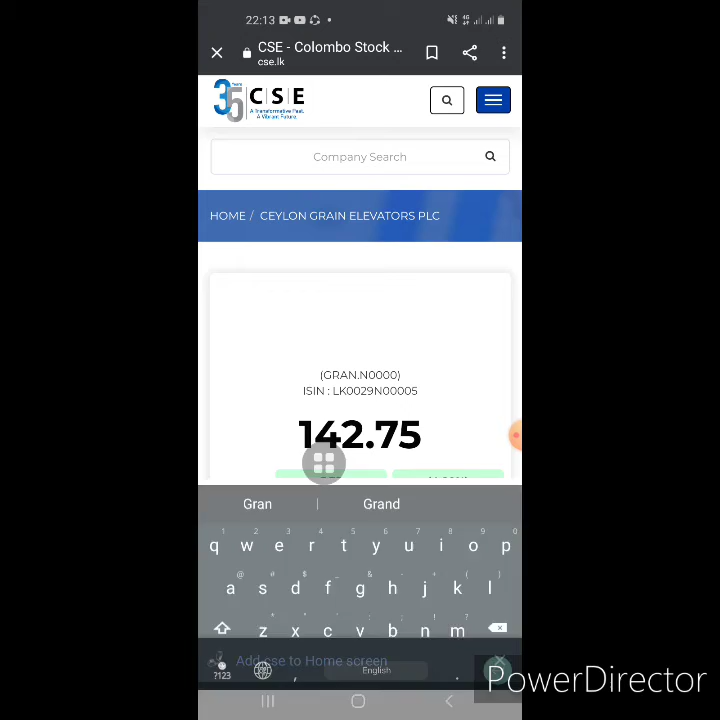 22:13
CSE - Colombo Stock ...
cse.lk
35 Years C|S|E
A Transformative Past.
A Vibrant Future.
Company Search
HOME / CEYLON GRAIN ELEVATORS PLC
(GRAN.N0000)
ISIN : LK0029N00005
142.75
Gran | Grand
1 2 3 4 5 6 7 8 9 0
q w e r t y u i o p
a s d f g h j k l
z x c v b n m
Add cse to Home screen
?123 , English .
PowerDirector